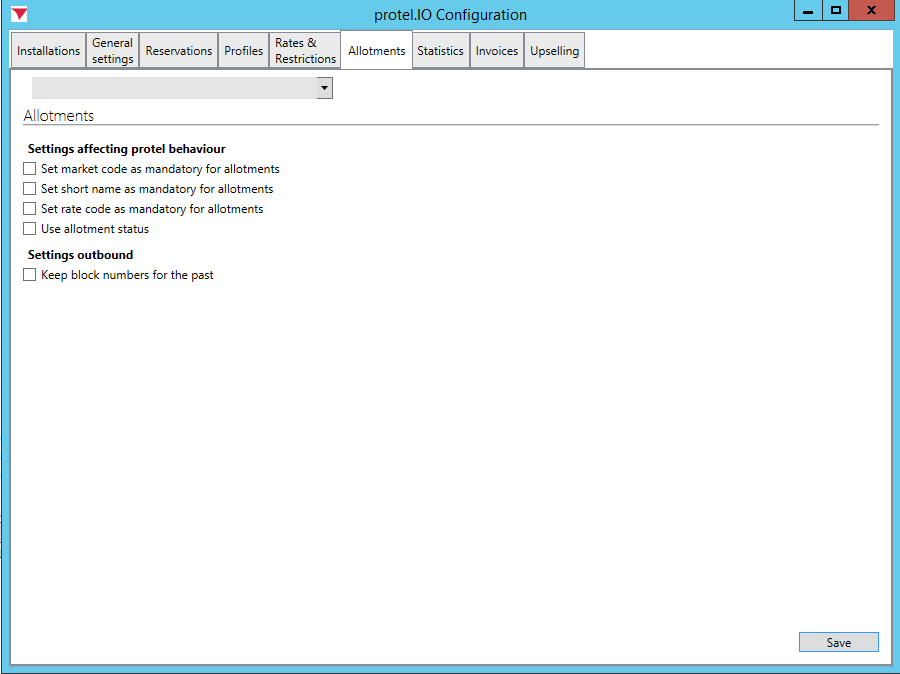 protel.IO Configuration
Installations
General
settings
Reservations
Profiles
Rates &
Restrictions
Allotments
Statistics
Invoices
Upselling
Allotments
Settings affecting protel behaviour
Set market code as mandatory for allotments
Set short name as mandatory for allotments
Set rate code as mandatory for allotments
Use allotment status
Settings outbound
Keep block numbers for the past
Save